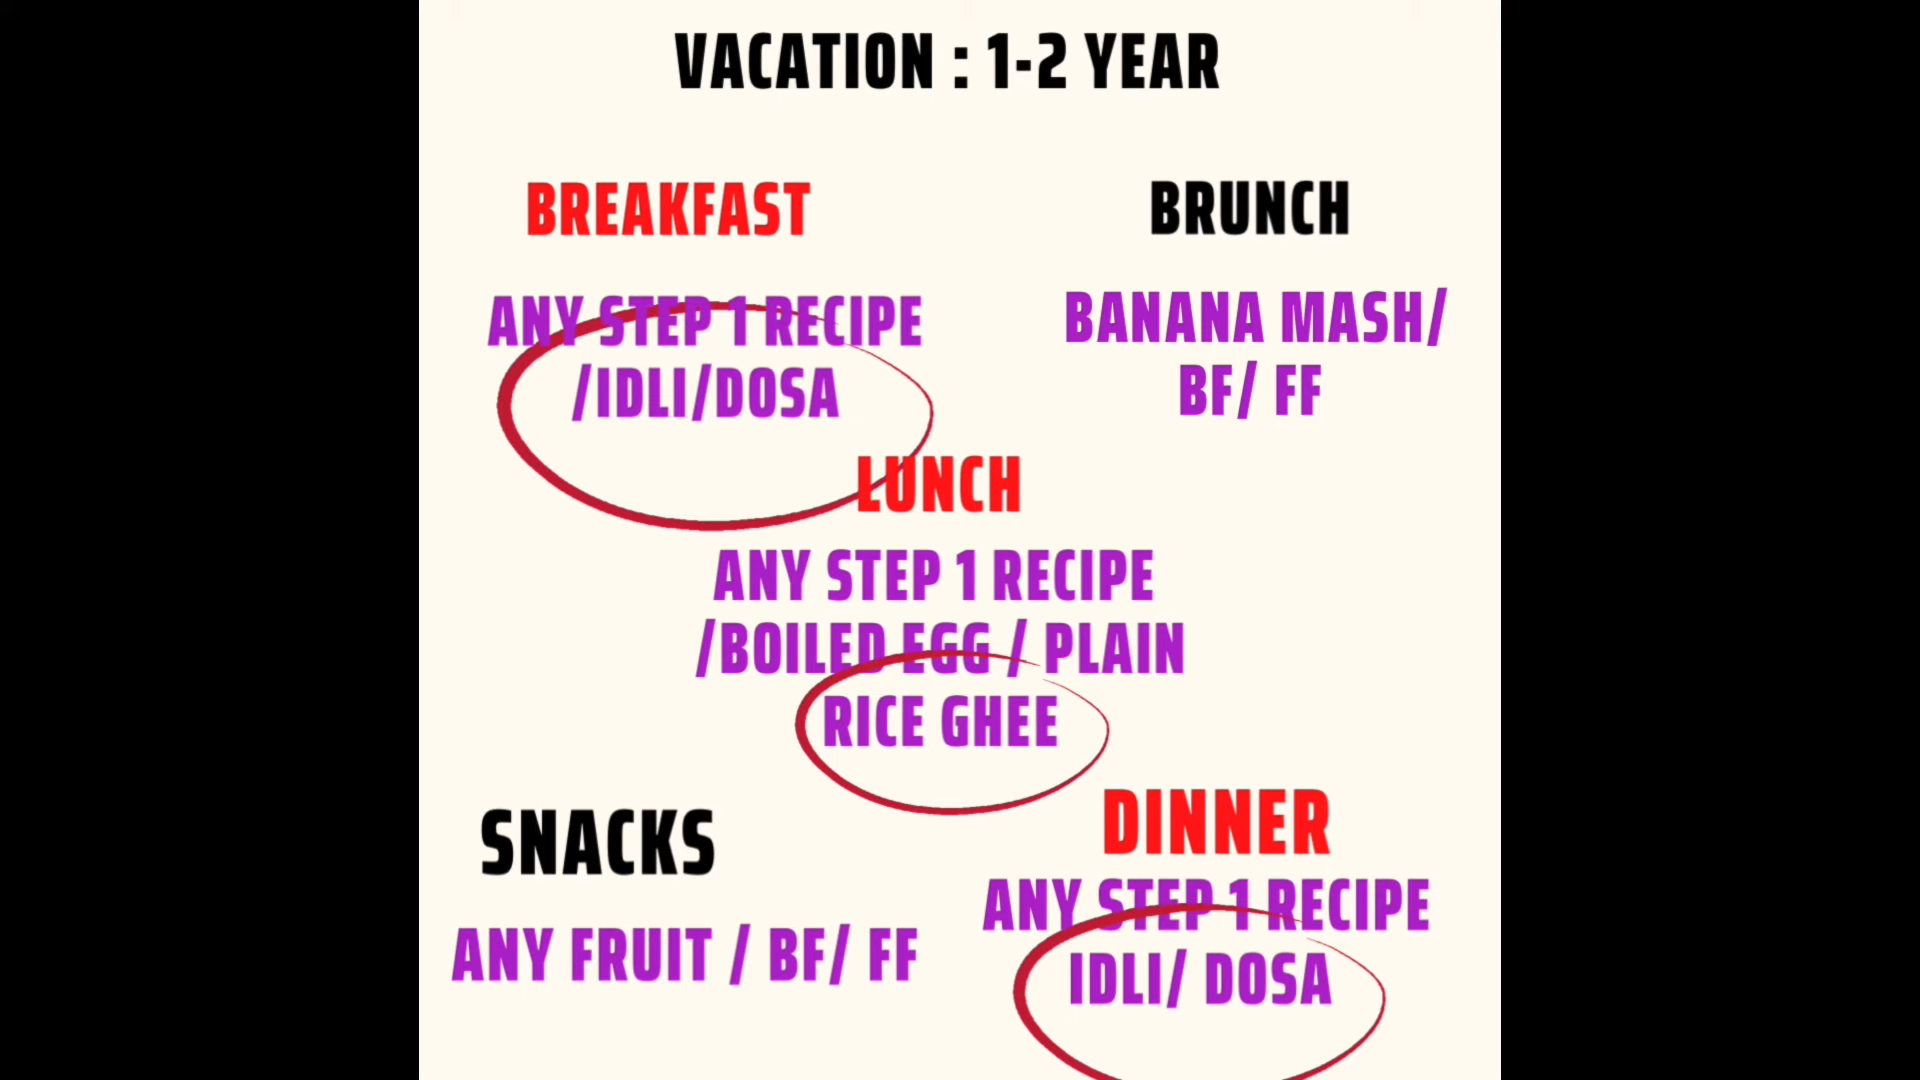 VACATION : 1-2 YEAR
BREAKFAST
ANY STEP 1 RECIPE
/IDLI/DOSA
BRUNCH
BANANA MASH/
BF/ FF
LUNCH
ANY STEP 1 RECIPE
/BOILED EGG / PLAIN
RICE GHEE
SNACKS
ANY FRUIT / BF/ FF
DINNER
ANY STEP 1 RECIPE
IDLI/ DOSA